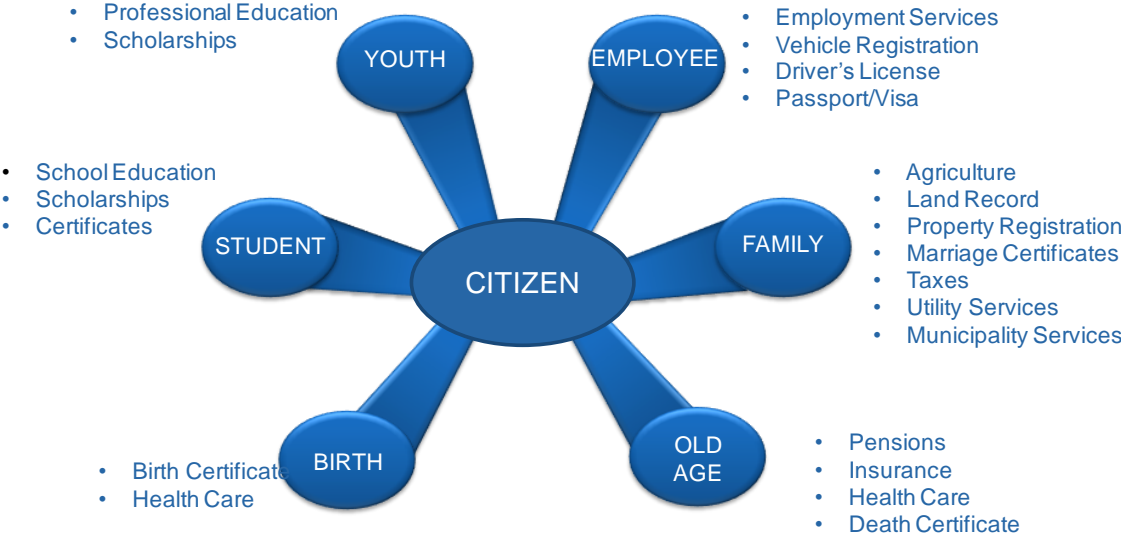 • Professional Education
• Scholarships
YOUTH
EMPLOYEE
• Employment Services
• Vehicle Registration
• Driver's License
• Passport/Visa
• School Education
• Scholarships
• Certificates
STUDENT
CITIZEN
FAMILY
• Agriculture
• Land Record
• Property Registration
• Marriage Certificates
• Taxes
• Utility Services
• Municipality Services
BIRTH
• Birth Certificate
• Health Care
OLD
AGE
• Pensions
• Insurance
• Health Care
• Death Certificate